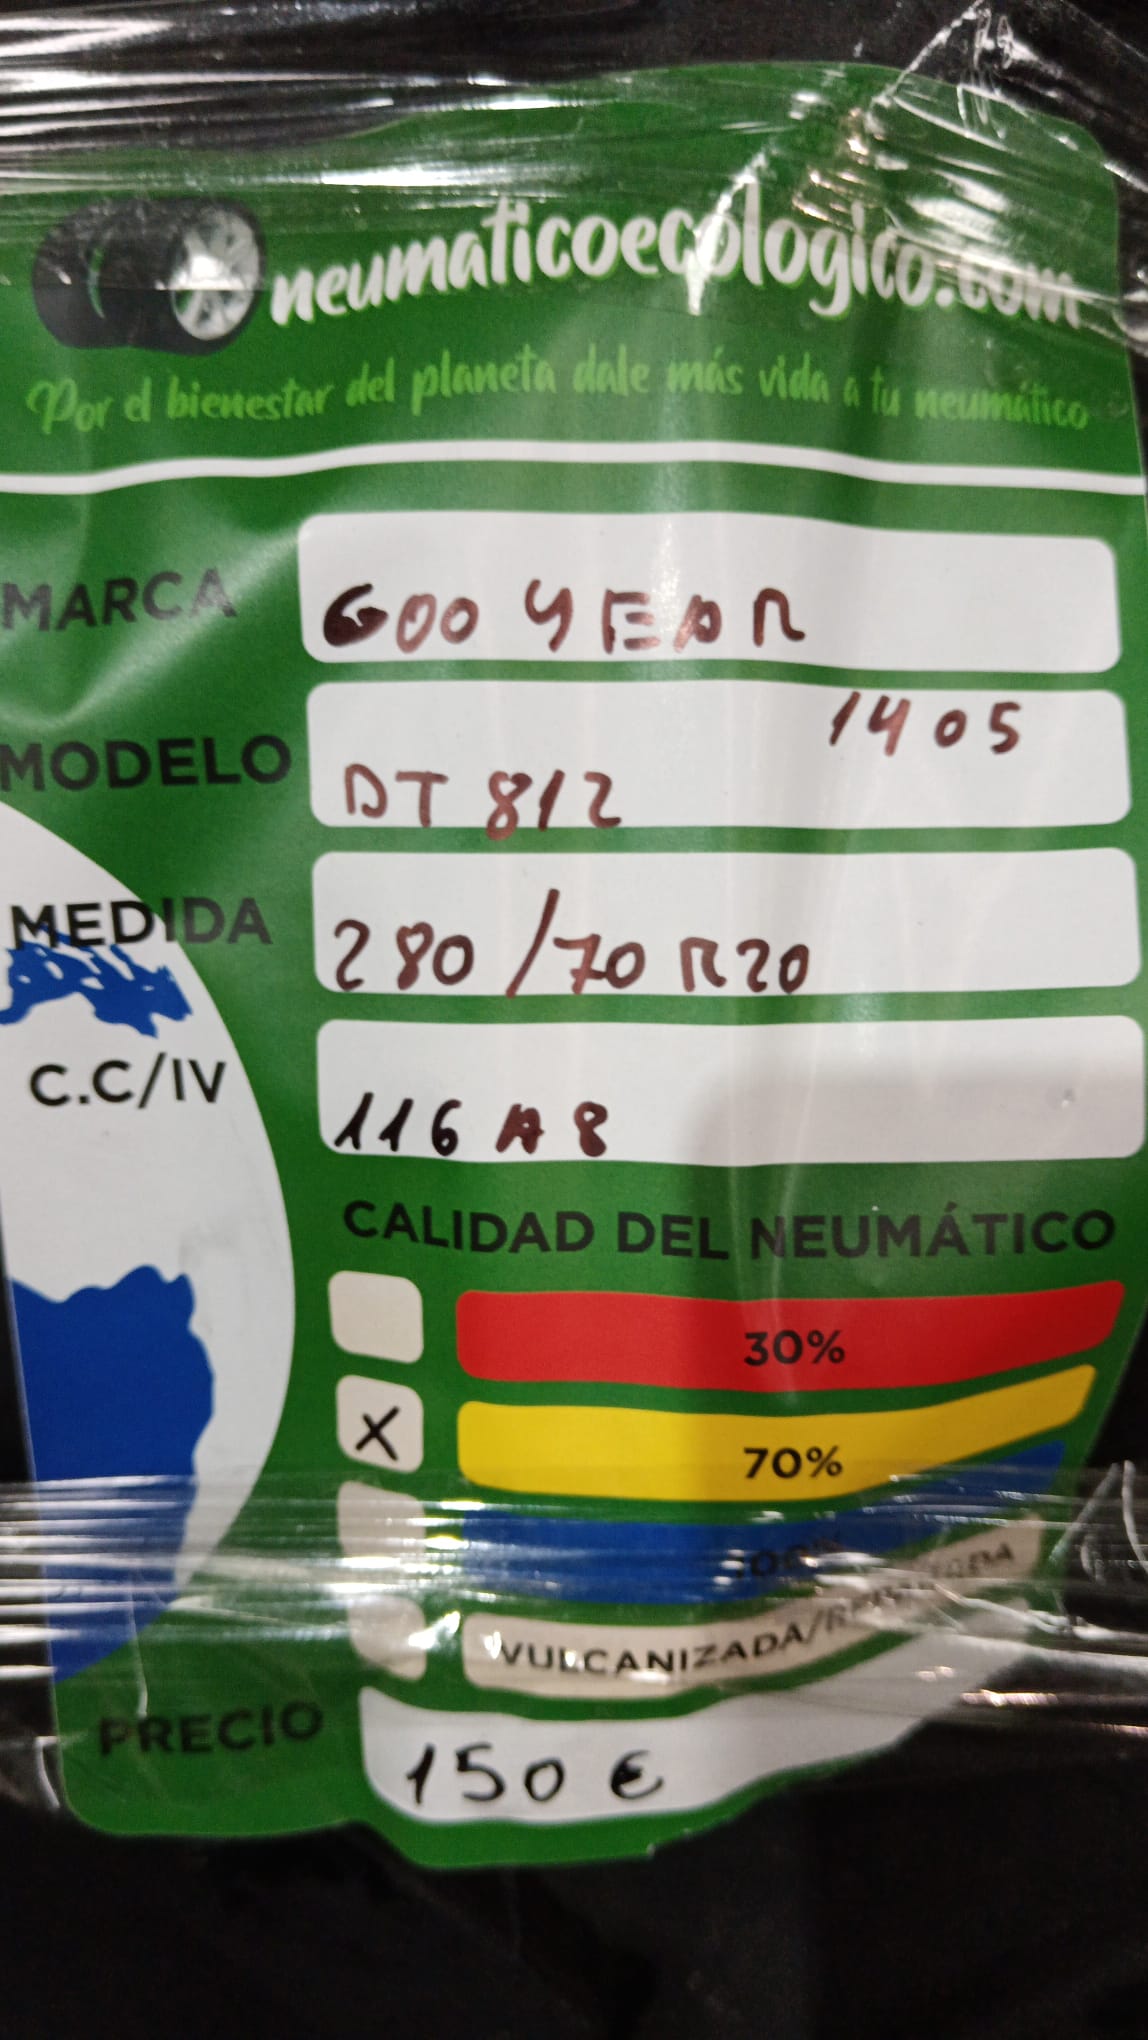 neumaticoecologico.com
Por el bienestar del planeta dale más vida a tu neumático
MARCA GOO YEAR
1405
MODELO DT 812
MEDIDA 280/70 R20
C.C/IV 116 A8
CALIDAD DEL NEUMÁTICO
30%
X 70%
100%
VULCANIZADA/
PRECIO 150 €